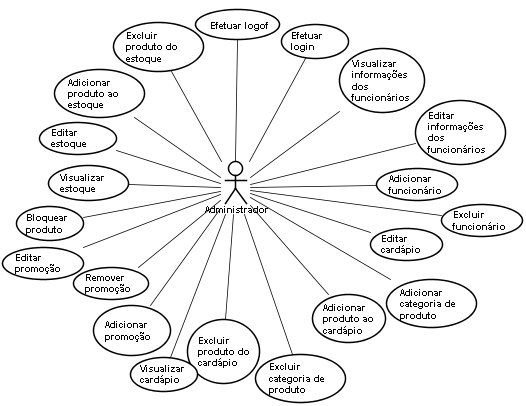 Efetuar logof
Efetuar
login
Excluir
produto do
estoque
Visualizar
informações
dos
funcionários
Adicionar
produto ao
estoque
Editar
informações
dos
funcionários
Editar
estoque
Visualizar
estoque
Adicionar
funcionário
Administrador
Bloquear
produto
Excluir
funcionário
Editar
cardápio
Editar
promoção
Remover
promoção
Adicionar
categoria de
produto
Adicionar
produto ao
cardápio
Adicionar
promoção
Excluir
produto do
cardápio
Visualizar
cardápio
Excluir
categoria de
produto